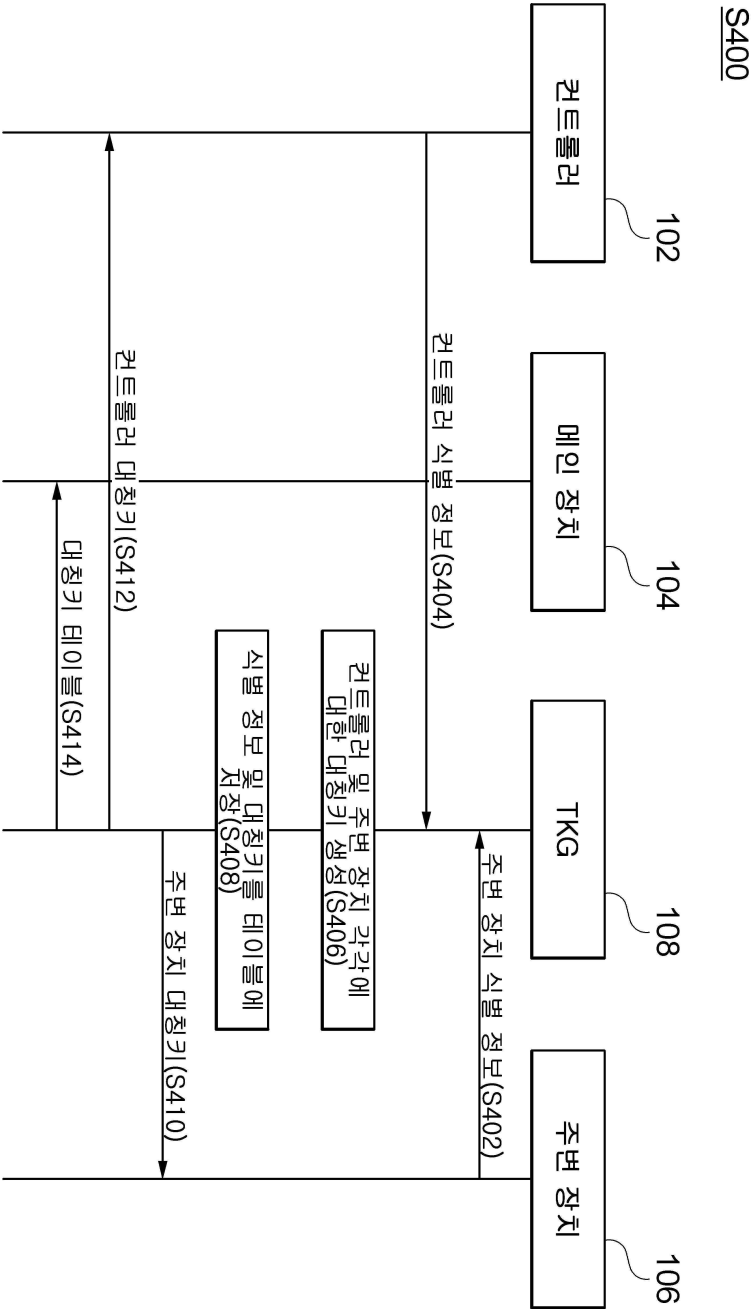 S400
컨트롤러
102
메인 장치
104
TKG
108
주변 장치
106
주변 장치 식별 정보(S402)
컨트롤러 식별 정보(S404)
컨트롤러 및 주변 장치 각각에
대한 대칭키 생성(S406)
식별 정보 및 대칭키를 테이블에
저장(S408)
주변 장치 대칭키(S410)
컨트롤러 대칭키(S412)
대칭키 테이블(S414)